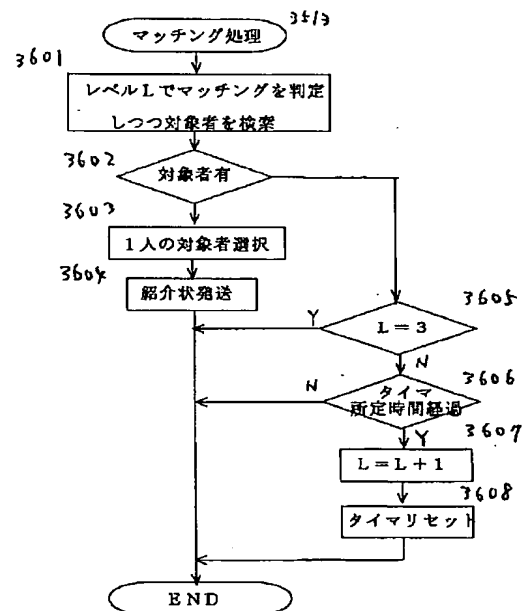 3513
マッチング処理
3601
レベルLでマッチングを判定
しつつ対象者を検索
3602
対象者有
3603
1人の対象者選択
3604
紹介状発送
3605
Y
L=3
N
3606
N
タイマ
所定時間経過
Y
3607
L=L+1
3608
タイマリセット
END